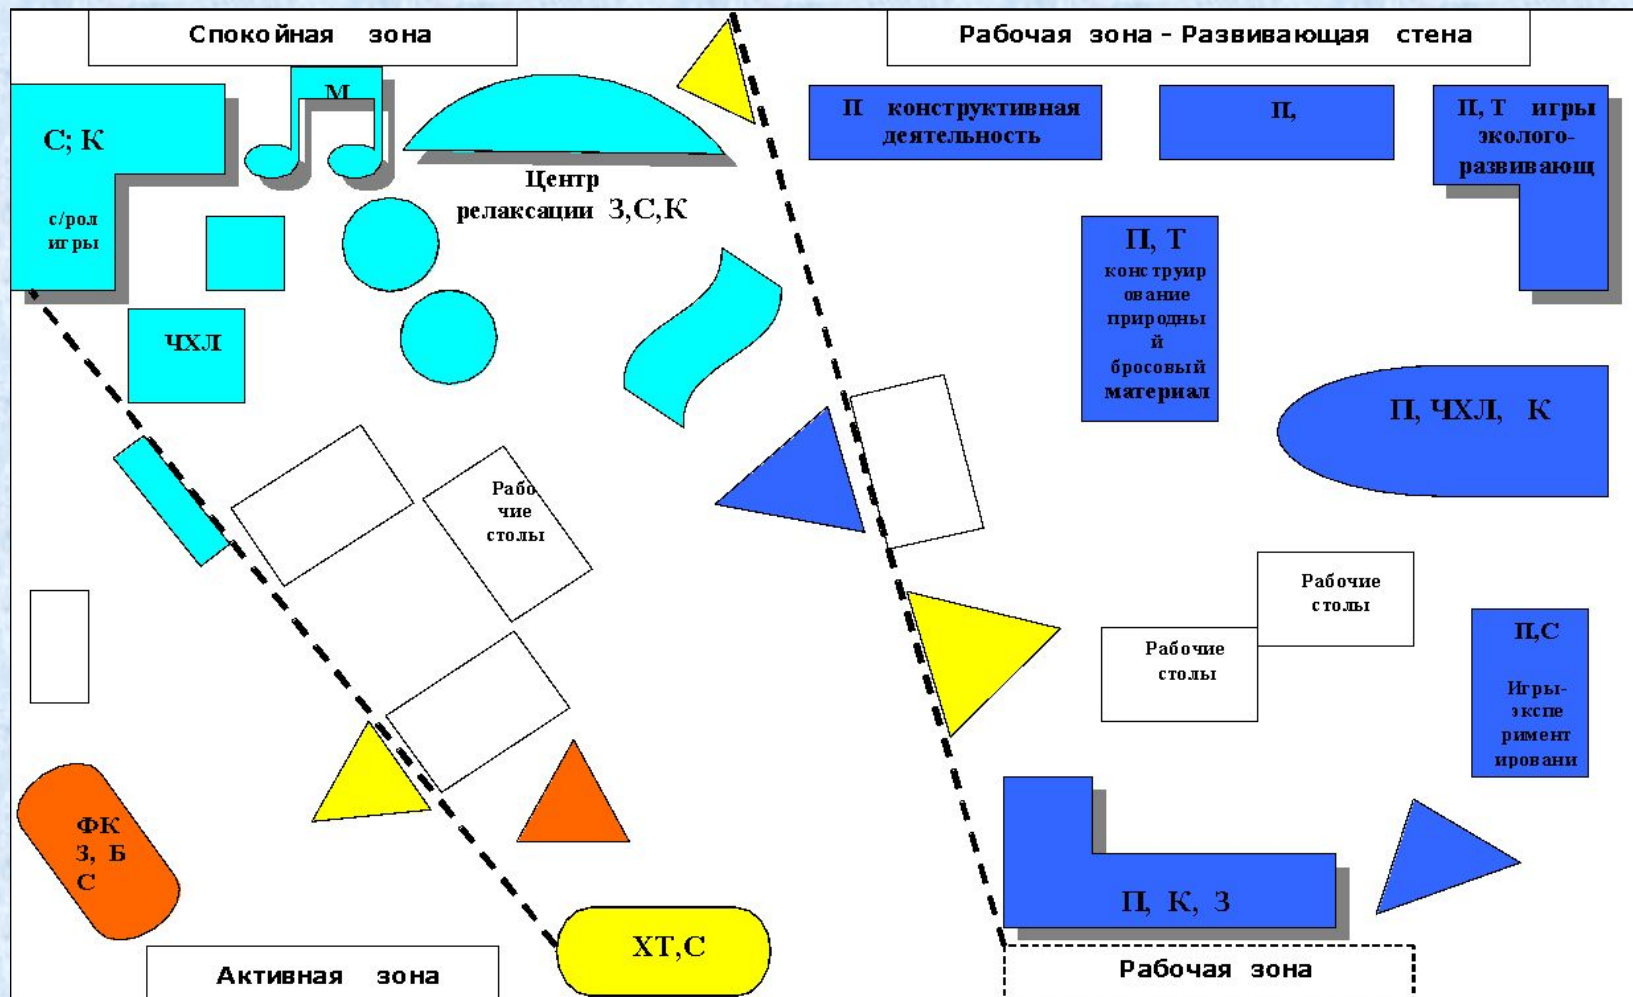 Спокойная зона
Рабочая зона - Развивающая стена
С; К
с/рол
игры
М
Центр
релаксации З,С,К
П конструктивная
деятельность
П,
П, Т игры
эколого-
развивающ
П, Т
конструир
ование
природны
й
бросовый
материал
ЧХЛ
П, ЧХЛ, К
Рабо
чие
столы
Рабочие
столы
Рабочие
столы
П,С
Игры-
экспе
римент
ировани
ФК
З, Б
С
ХТ,С
П, К, З
Активная зона
Рабочая зона